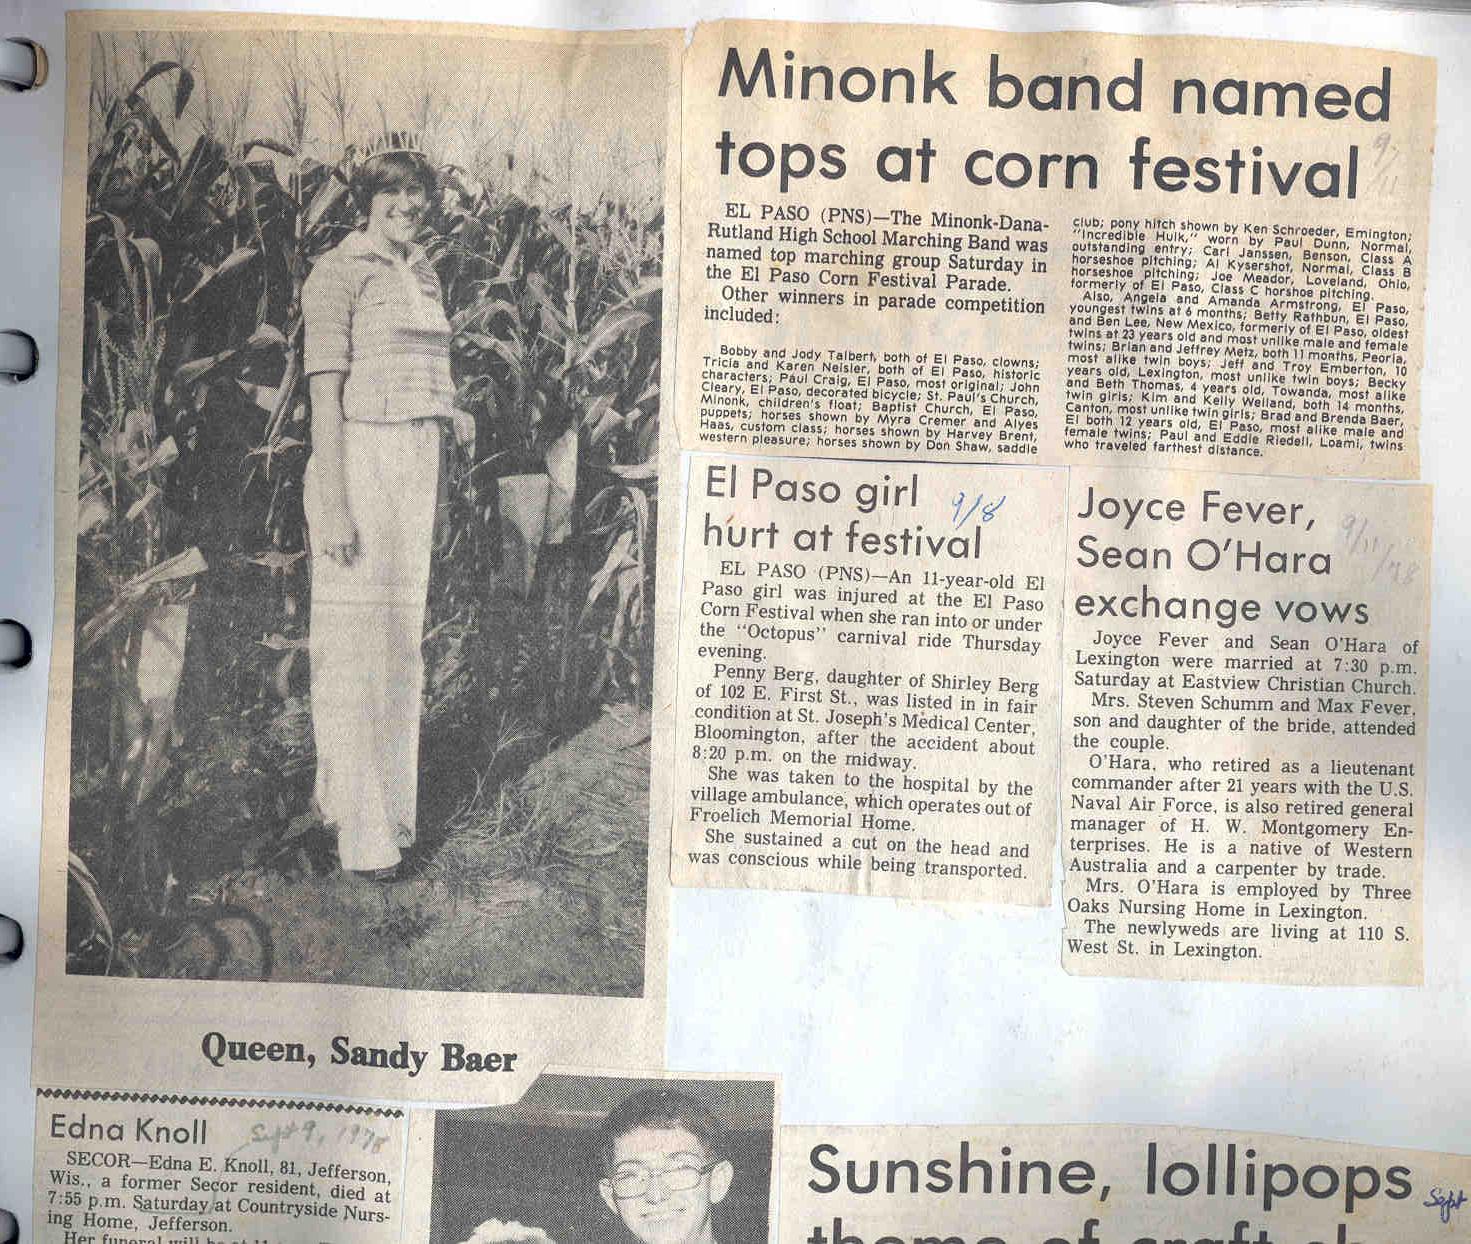 Minonk band named
tops at corn festival
9/11
EL PASO (PNS)—The Minonk-Dana-
Rutland High School Marching Band was
named top marching group Saturday in
the El Paso Corn Festival Parade.
Other winners in parade competition
included:
Bobby and Jody Talbert, both of El Paso, clowns;
Tricia and Karen Neisler, both of El Paso, historic
characters; Paul Craig, El Paso, most original; John
Cleary, El Paso, decorated bicycle; St. Paul's Church,
Minonk, children's float; Baptist Church, El Paso,
puppets; horses shown by Myra Cremer and Alyes
Haas, custom class; horses shown by Harvey Brent,
western pleasure; horses shown by Don Shaw, saddle
club; pony hitch shown by Ken Schroeder, Emington;
"Incredible Hulk," worn by Paul Dunn, Normal,
outstanding entry; Carl Janssen, Benson, Class A
horseshoe pitching; Al Kysershot, Normal, Class B
horseshoe pitching; Joe Meador, Loveland, Ohio,
formerly of El Paso, Class C horshoe pitching.
Also, Angela and Amanda Armstrong, El Paso,
youngest twins at 6 months; Betty Rathbun, El Paso,
and Ben Lee, New Mexico, formerly of El Paso, oldest
twins at 23 years old and most unlike male and female
twins; Brian and Jeffrey Metz, both 11 months, Peoria,
most alike twin boys; Jeff and Troy Emberton, 10
years old, Lexington, most unlike twin boys; Becky
and Beth Thomas, 4 years old, Towanda, most alike
twin girls; Kim and Kelly Weiland, both 14 months,
Canton, most unlike twin girls; Brad and Brenda Baer,
El both 12 years old, El Paso, most alike male and
female twins; Paul and Eddie Riedell, Loami, twins
who traveled farthest distance.
El Paso girl
hurt at festival
9/8
EL PASO (PNS)—An 11-year-old El
Paso girl was injured at the El Paso
Corn Festival when she ran into or under
the "Octopus" carnival ride Thursday
evening.
Penny Berg, daughter of Shirley Berg
of 102 E. First St., was listed in in fair
condition at St. Joseph's Medical Center,
Bloomington, after the accident about
8:20 p.m. on the midway.
She was taken to the hospital by the
village ambulance, which operates out of
Froelich Memorial Home.
She sustained a cut on the head and
was conscious while being transported.
Joyce Fever,
Sean O'Hara
exchange vows
9/11/78
Joyce Fever and Sean O'Hara of
Lexington were married at 7:30 p.m.
Saturday at Eastview Christian Church.
Mrs. Steven Schumm and Max Fever,
son and daughter of the bride, attended
the couple.
O'Hara, who retired as a lieutenant
commander after 21 years with the U.S.
Naval Air Force, is also retired general
manager of H. W. Montgomery En-
terprises. He is a native of Western
Australia and a carpenter by trade.
Mrs. O'Hara is employed by Three
Oaks Nursing Home in Lexington.
The newlyweds are living at 110 S.
West St. in Lexington.
Queen, Sandy Baer
Edna Knoll
Sept 9, 1978
SECOR—Edna E. Knoll, 81, Jefferson,
Wis., a former Secor resident, died at
7:55 p.m. Saturday at Countryside Nurs-
ing Home, Jefferson.
Her funeral will be at 11
Sunshine, lollipops
Sept
theme of craft